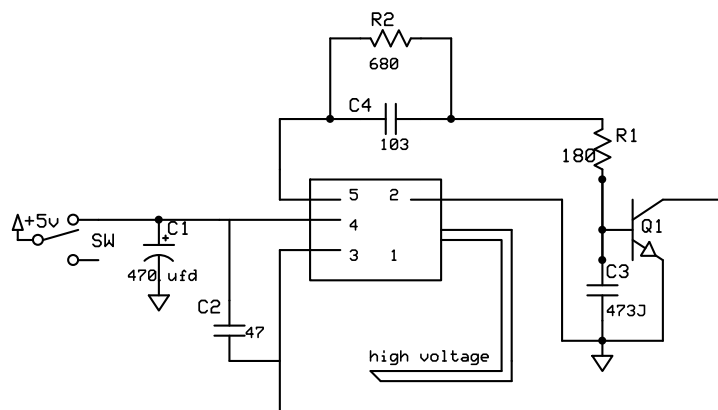 R2
680
C4
103
R1
180
5 2
+5v
4
Q1
SW
C1
+
3 1
470 ufd
C3
C2
473J
47
high voltage